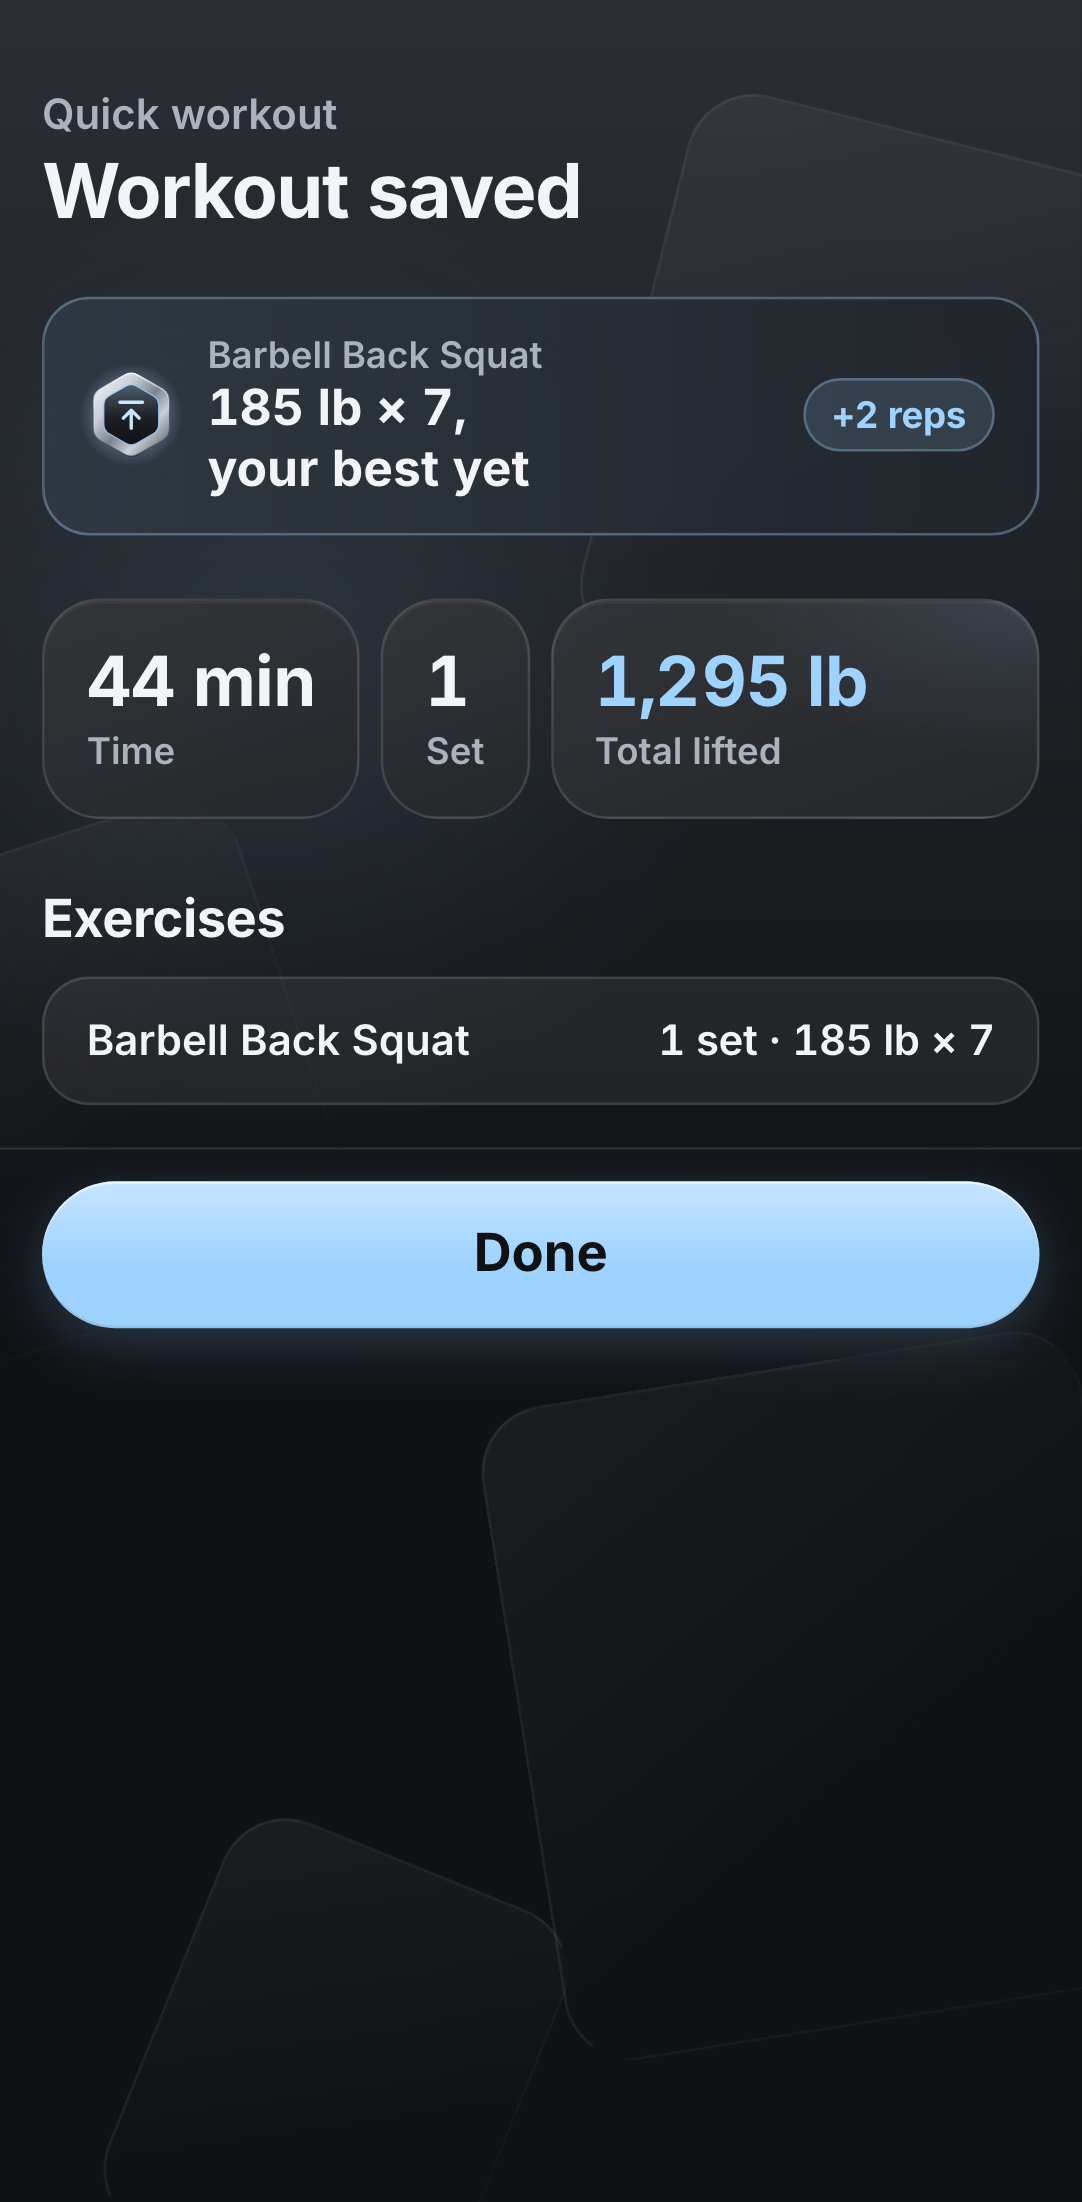 Quick workout
Workout saved
Barbell Back Squat
185 lb × 7,
your best yet
+2 reps
44 min
Time
1
Set
1,295 lb
Total lifted
Exercises
Barbell Back Squat
1 set · 185 lb × 7
Done